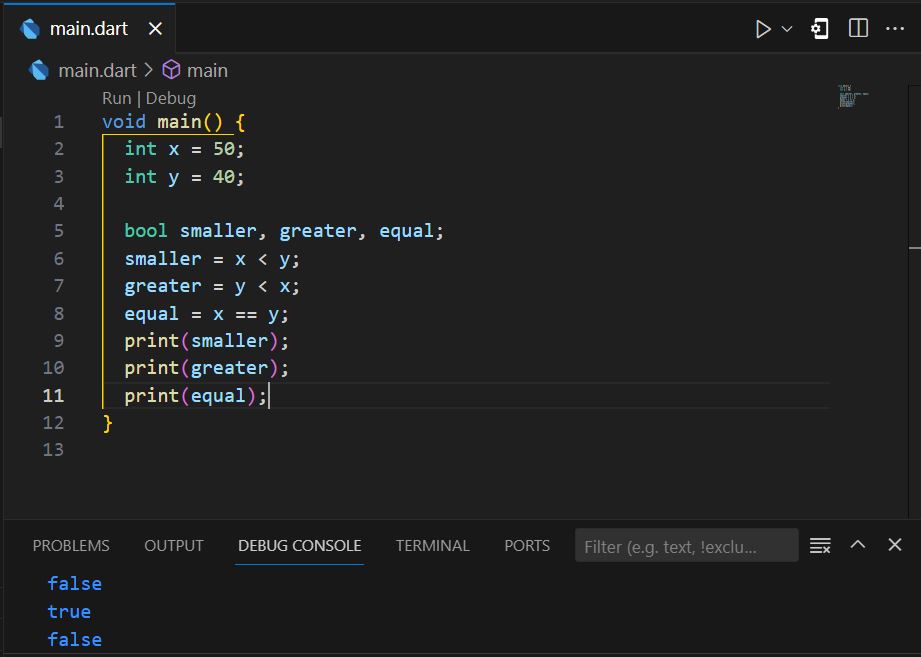 main.dart
main.dart > main
Run | Debug
1 void main() {
2   int x = 50;
3   int y = 40;
4
5   bool smaller, greater, equal;
6   smaller = x < y;
7   greater = y < x;
8   equal = x == y;
9   print(smaller);
10   print(greater);
11   print(equal);
12 }
13
PROBLEMS OUTPUT DEBUG CONSOLE TERMINAL PORTS Filter (e.g. text, !exclu...
false
true
false